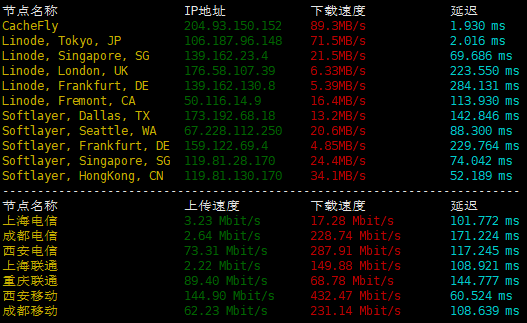 节点名称 IP地址 下载速度 延迟
CacheFly 204.93.150.152 89.3MB/s 1.930 ms
Linode, Tokyo, JP 106.187.96.148 71.5MB/s 2.016 ms
Linode, Singapore, SG 139.162.23.4 21.5MB/s 69.686 ms
Linode, London, UK 176.58.107.39 6.33MB/s 223.550 ms
Linode, Frankfurt, DE 139.162.130.8 5.39MB/s 284.131 ms
Linode, Fremont, CA 50.116.14.9 16.4MB/s 113.930 ms
Softlayer, Dallas, TX 173.192.68.18 13.2MB/s 142.846 ms
Softlayer, Seattle, WA 67.228.112.250 20.6MB/s 88.300 ms
Softlayer, Frankfurt, DE 159.122.69.4 4.85MB/s 229.764 ms
Softlayer, Singapore, SG 119.81.28.170 24.4MB/s 74.042 ms
Softlayer, HongKong, CN 119.81.130.170 34.1MB/s 52.189 ms
----------------------------------------------------------------------
节点名称 上传速度 下载速度 延迟
上海电信 3.23 Mbit/s 17.28 Mbit/s 101.772 ms
成都电信 2.64 Mbit/s 228.74 Mbit/s 171.224 ms
西安电信 73.31 Mbit/s 287.91 Mbit/s 117.245 ms
上海联通 2.22 Mbit/s 149.88 Mbit/s 108.921 ms
重庆联通 89.40 Mbit/s 68.78 Mbit/s 144.777 ms
西安移动 144.90 Mbit/s 432.47 Mbit/s 60.524 ms
成都移动 62.23 Mbit/s 231.14 Mbit/s 108.639 ms